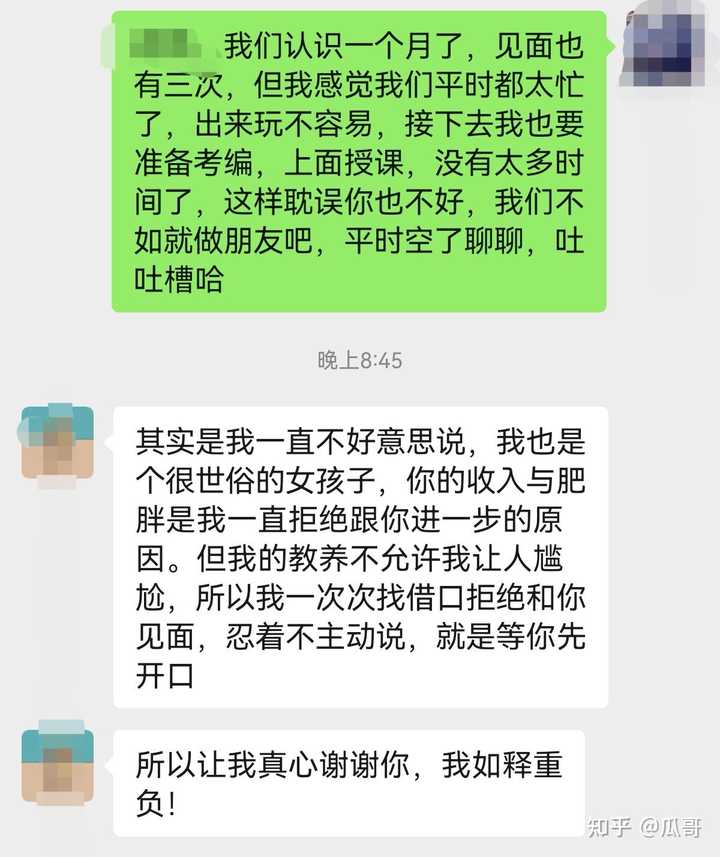 我们认识一个月了，见面也
有三次，但我感觉我们平时都太忙
了，出来玩不容易，接下去我也要
准备考编，上面授课，没有太多时
间了，这样耽误你也不好，我们不
如就做朋友吧，平时空了聊聊，吐
吐槽哈
晚上8:45
其实是我一直不好意思说，我也是
个很世俗的女孩子，你的收入与肥
胖是我一直拒绝跟你进一步的原
因。但我的教养不允许我让人尴
尬，所以我一次次找借口拒绝和你
见面，忍着不主动说，就是等你先
开口
所以让我真心谢谢你，我如释重
负！
知乎 @瓜哥